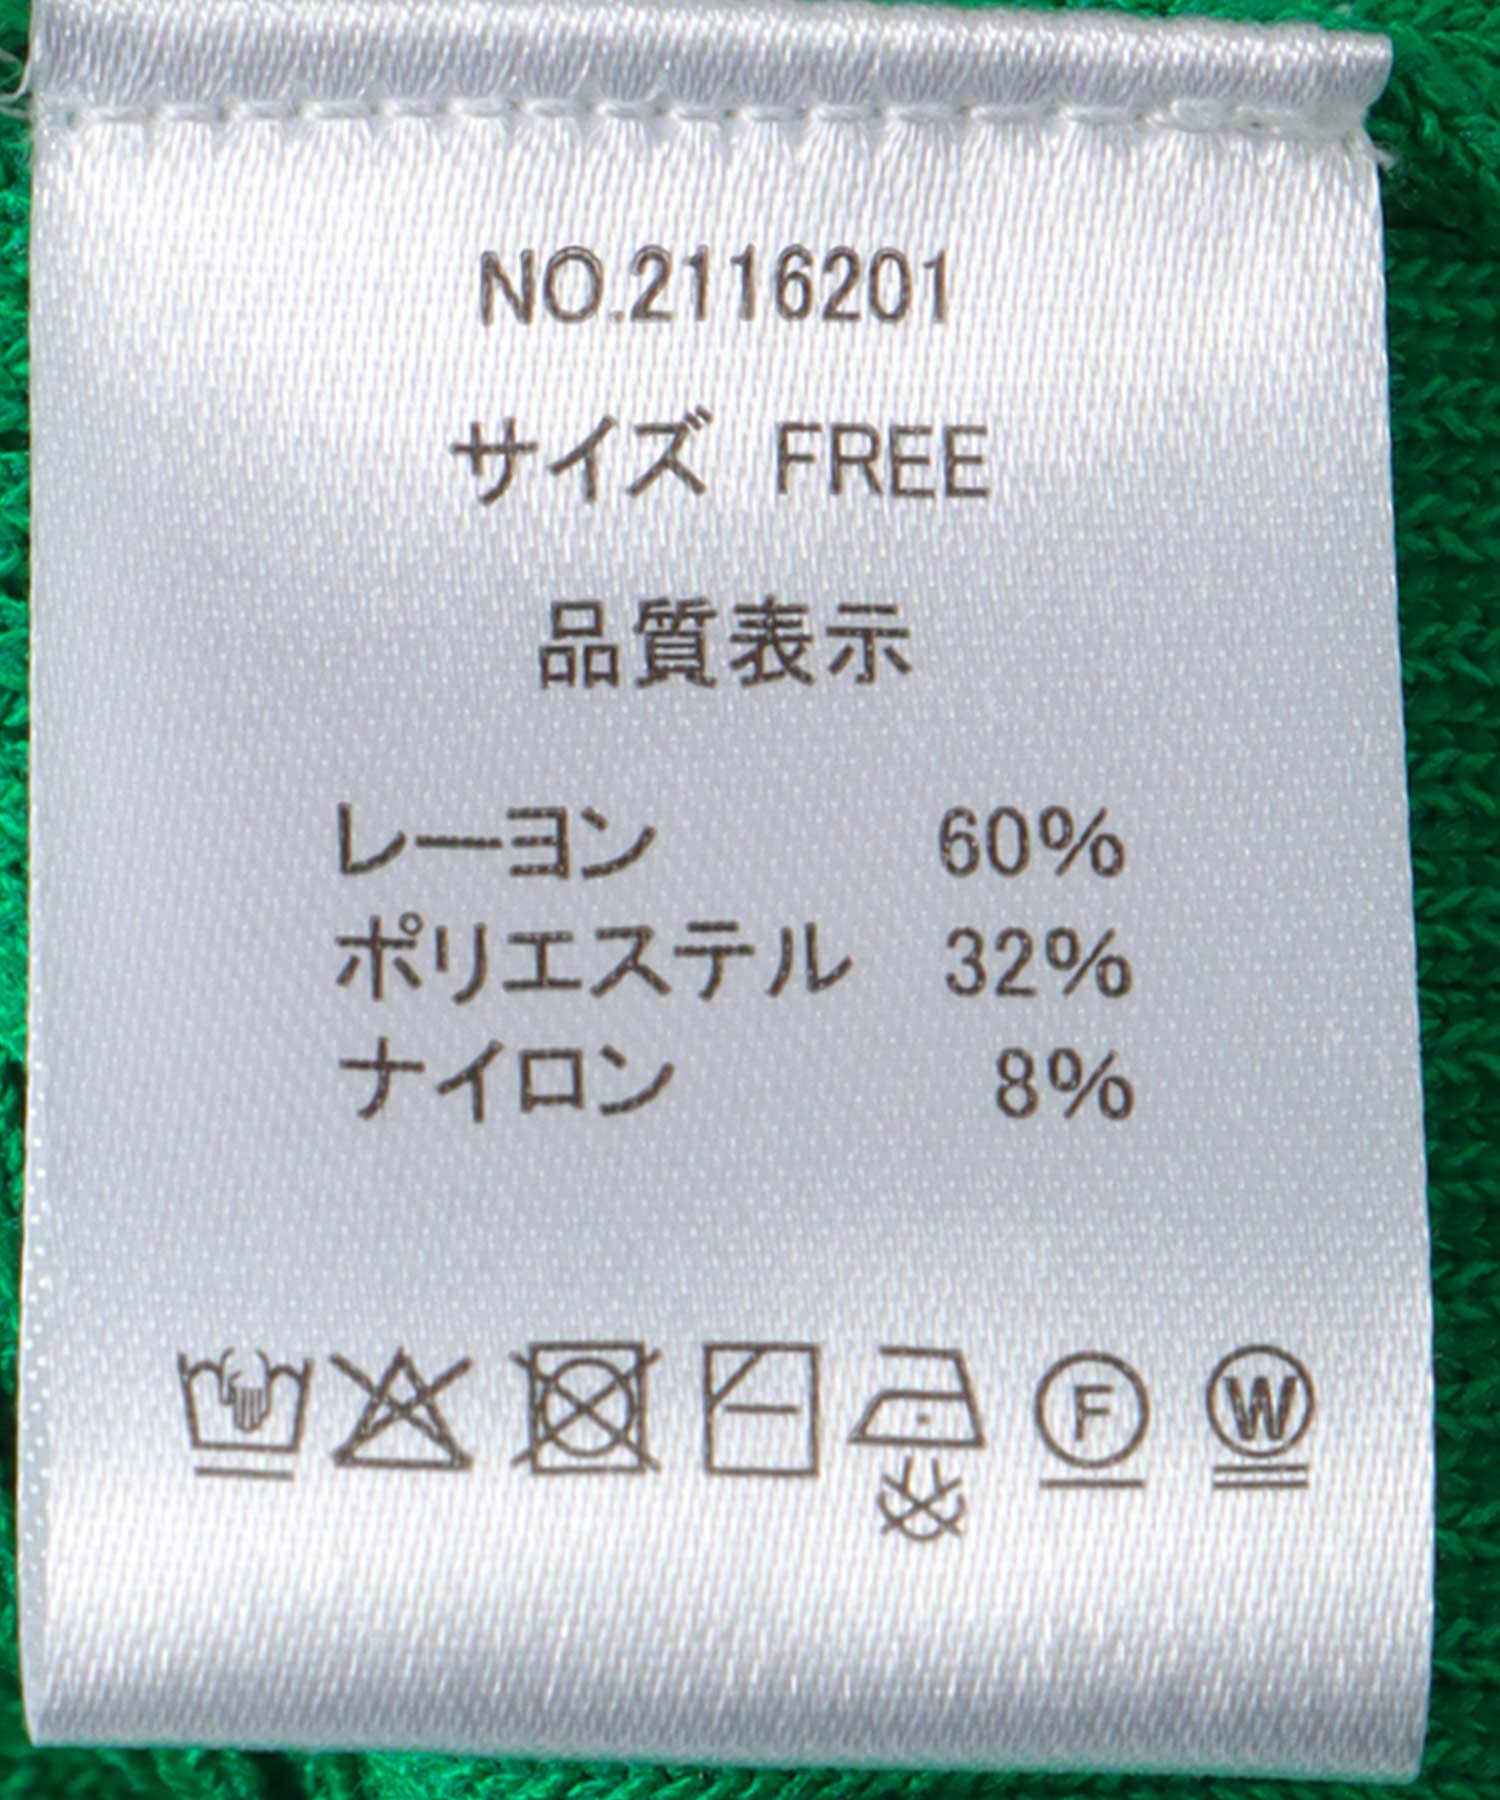 NO.2116201
サイズ FREE
品質表示
レーヨン 60%
ポリエステル 32%
ナイロン 8%
F W